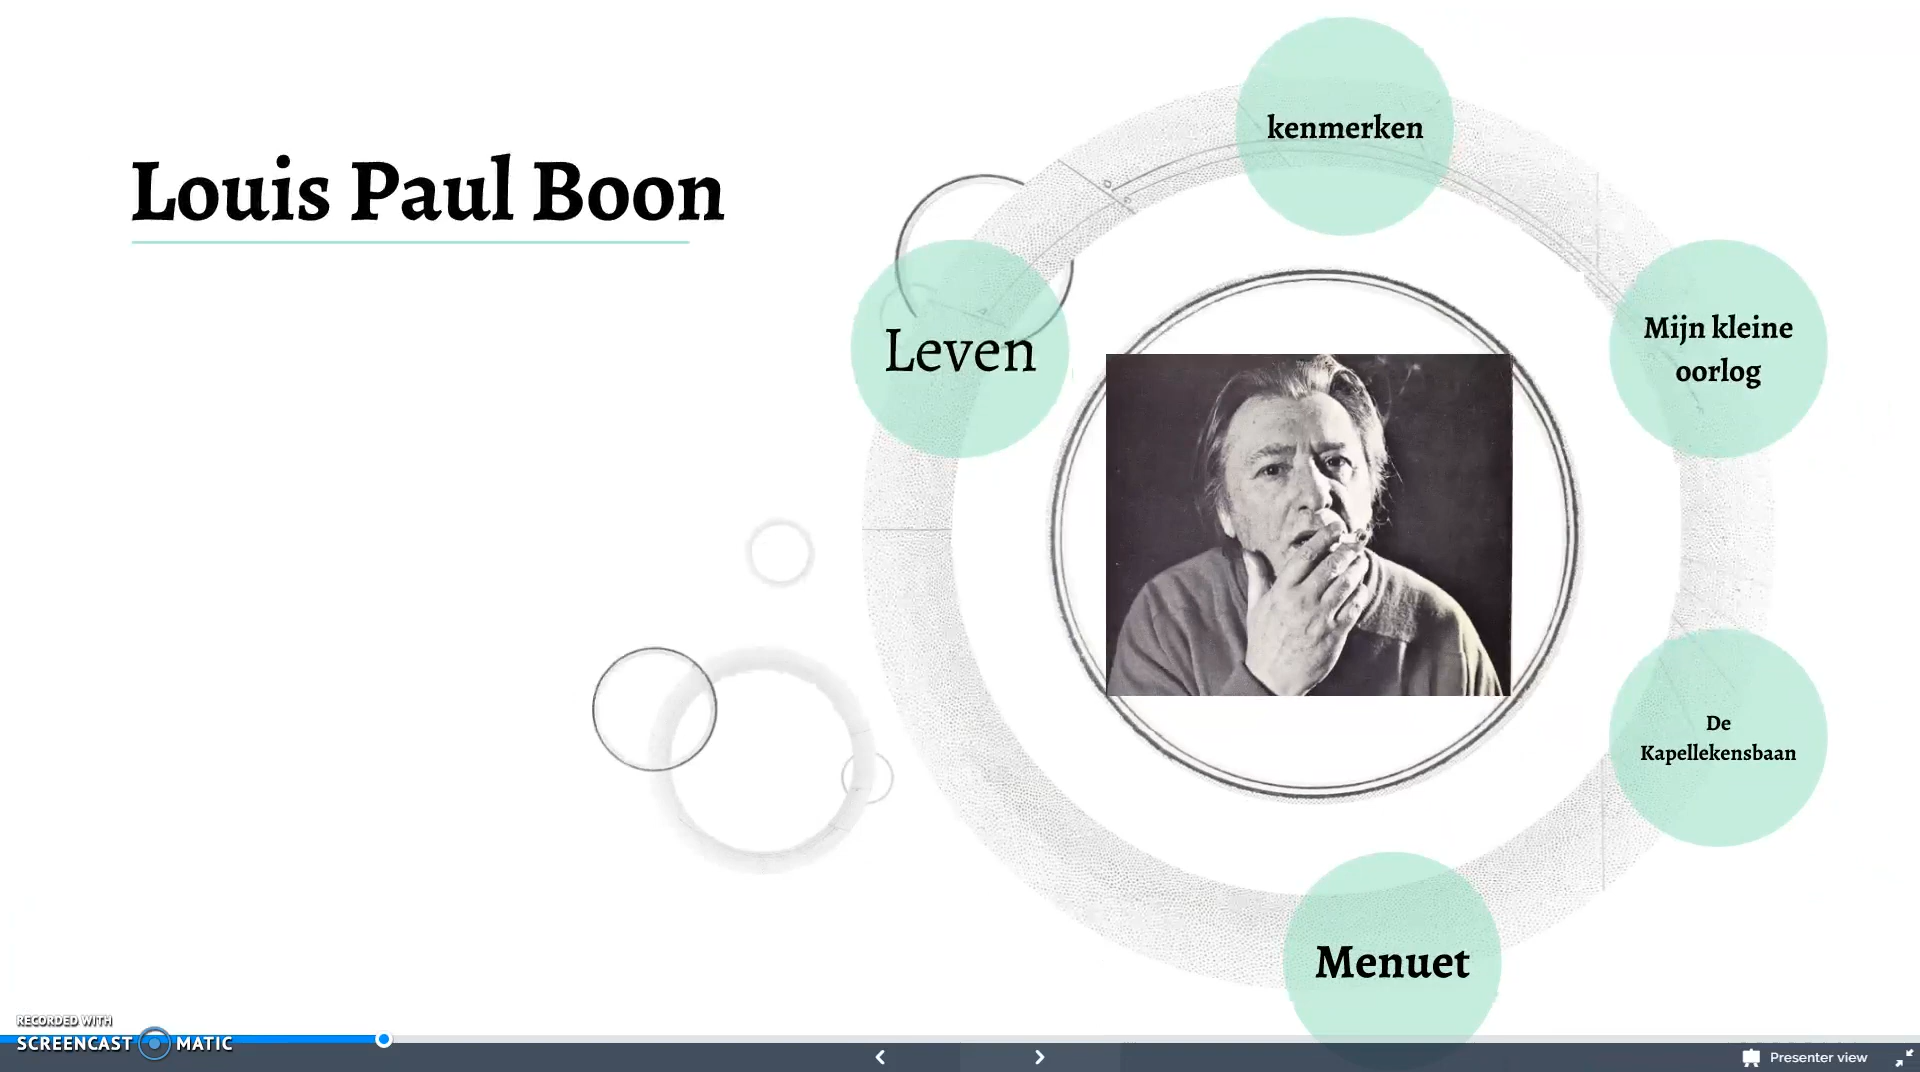 Louis Paul Boon
kenmerken
Leven
Mijn kleine
oorlog
De
Kapellekensbaan
Menuet
RECORDED WITH
SCREENCAST MATIC
Presenter view